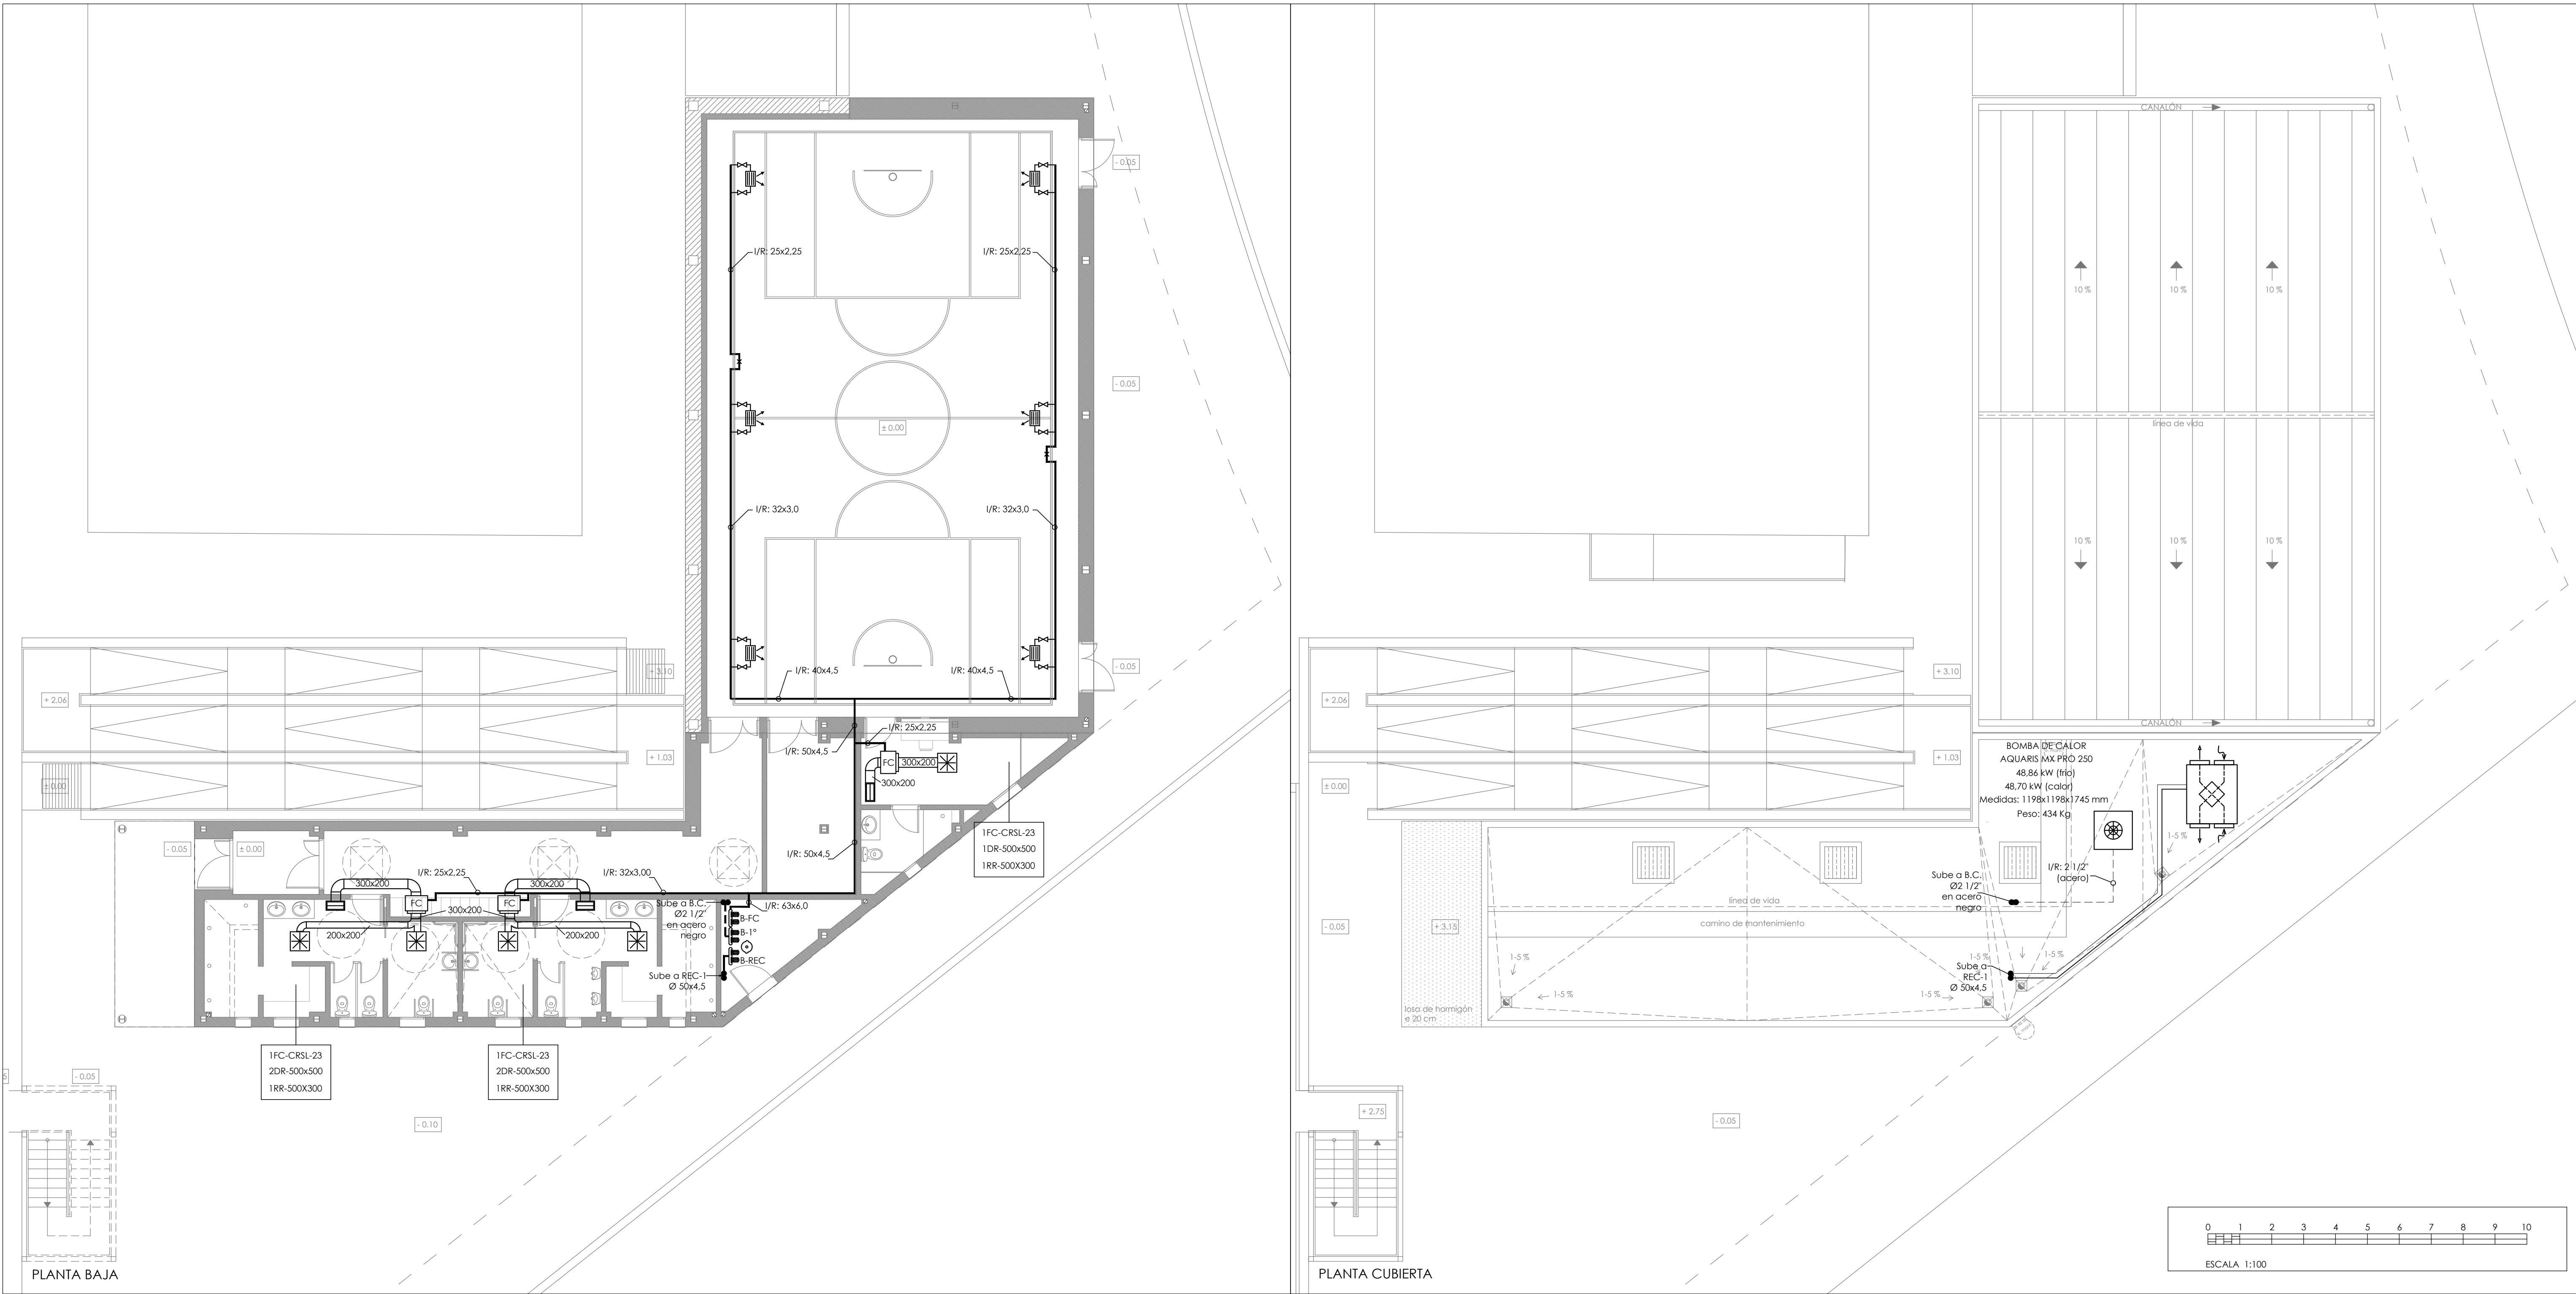 - 0.05
I/R: 25x2,25
I/R: 25x2,25
- 0.05
± 0.00
I/R: 32x3,0
I/R: 32x3,0
I/R: 40x4,5
I/R: 40x4,5
- 0.05
+ 3.10
+ 2.06
+ 1.03
± 0.00
I/R: 25x2,25
I/R: 50x4,5
FC
300x200
300x200
1FC-CRSL-23
1DR-500x500
1RR-500X300
I/R: 50x4,5
- 0.05
± 0.00
I/R: 25x2,25
I/R: 32x3,00
300x200
300x200
FC
FC
300x200
200x200
200x200
Sube a B.C.
Ø2 1/2"
en acero
negro
I/R: 63x6,0
B-FC
B-1ª
B-REC
Sube a REC-1
Ø 50x4,5
1FC-CRSL-23
2DR-500x500
1RR-500X300
1FC-CRSL-23
2DR-500x500
1RR-500X300
5
- 0.05
- 0.10
PLANTA BAJA
CANALÓN
10 %
10 %
10 %
línea de vida
10 %
10 %
10 %
CANALÓN
+ 3.10
+ 2.06
+ 1.03
± 0.00
BOMBA DE CALOR
AQUARIS MX PRO 250
48,86 kW (frío)
48,70 kW (calor)
Medidas: 1198x1198x1745 mm
Peso: 434 Kg
1-5 %
I/R: 2 1/2"
(acero)
Sube a B.C.
Ø2 1/2"
en acero
negro
línea de vida
camino de mantenimiento
- 0.05
+ 3.15
1-5 %
1-5 %
1-5 %
1-5 %
1-5 %
Sube a
REC-1
Ø 50x4,5
losa de hormigón
e 20 cm
+ 2.75
- 0.05
PLANTA CUBIERTA
0 1 2 3 4 5 6 7 8 9 10
ESCALA 1:100